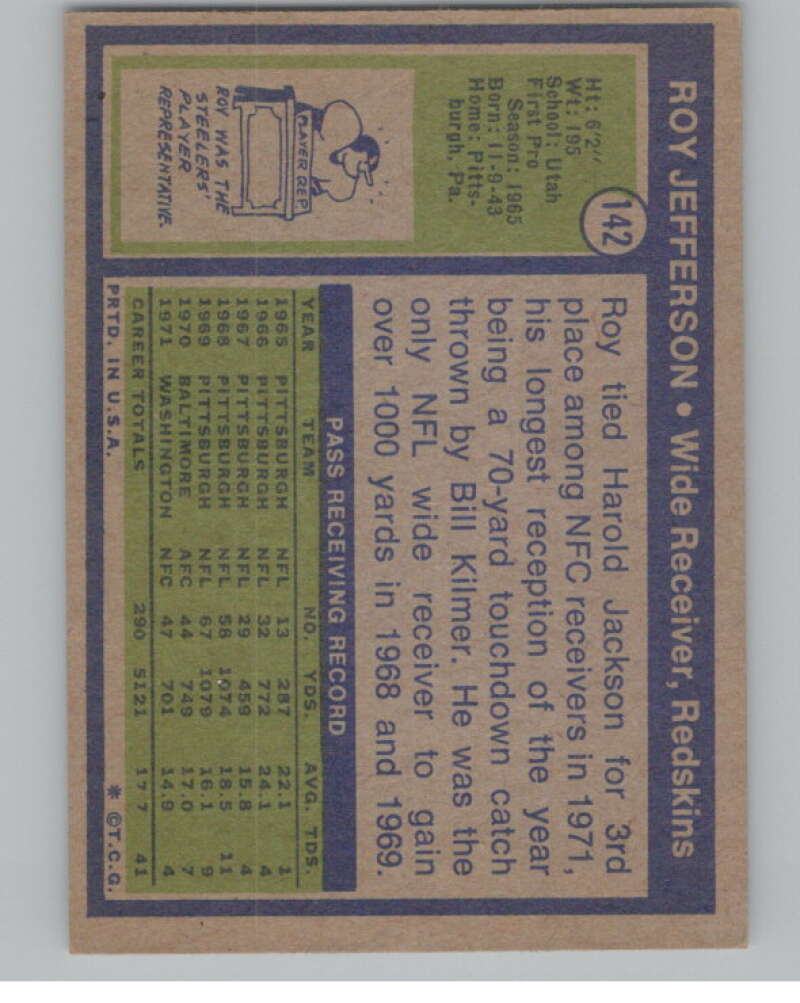 ROY JEFFERSON • Wide Receiver, Redskins
142
Ht: 6'2"
Wt: 195
School: Utah
First Pro
Season: 1965
Born: 11-9-43
Home: Pitts-
burgh, Pa.
PLAYER REP
ROY WAS THE
STEELERS'
PLAYER
REPRESENTATIVE.
Roy tied Harold Jackson for 3rd
place among NFC receivers in 1971,
his longest reception of the year
being a 70-yard touchdown catch
thrown by Bill Kilmer. He was the
only NFL wide receiver to gain
over 1000 yards in 1968 and 1969.
PASS RECEIVING RECORD
YEAR TEAM NO. YDS. AVG. TDS.
1965 PITTSBURGH NFL 13 287 22.1 1
1966 PITTSBURGH NFL 32 772 24.1 4
1967 PITTSBURGH NFL 29 459 15.8 4
1968 PITTSBURGH NFL 58 1074 18.5 11
1969 PITTSBURGH NFL 67 1079 16.1 9
1970 BALTIMORE AFC 44 749 17.0 7
1971 WASHINGTON NFC 47 701 14.9 4
CAREER TOTALS 290 5121 17.7 41
PRTD. IN U.S.A. * ©T.C.G.